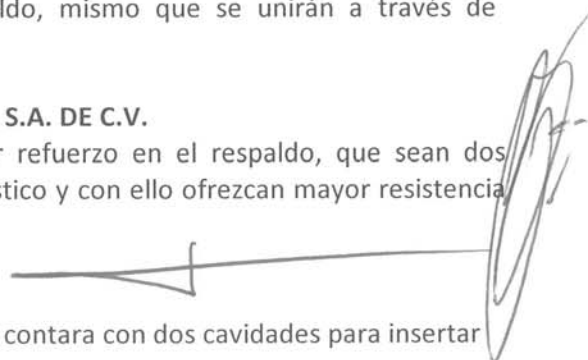 ldo, mismo que se unirán a través de
S.A. DE C.V.
refuerzo en el respaldo, que sean dos
stico y con ello ofrezcan mayor resistencia
contara con dos cavidades para insertar